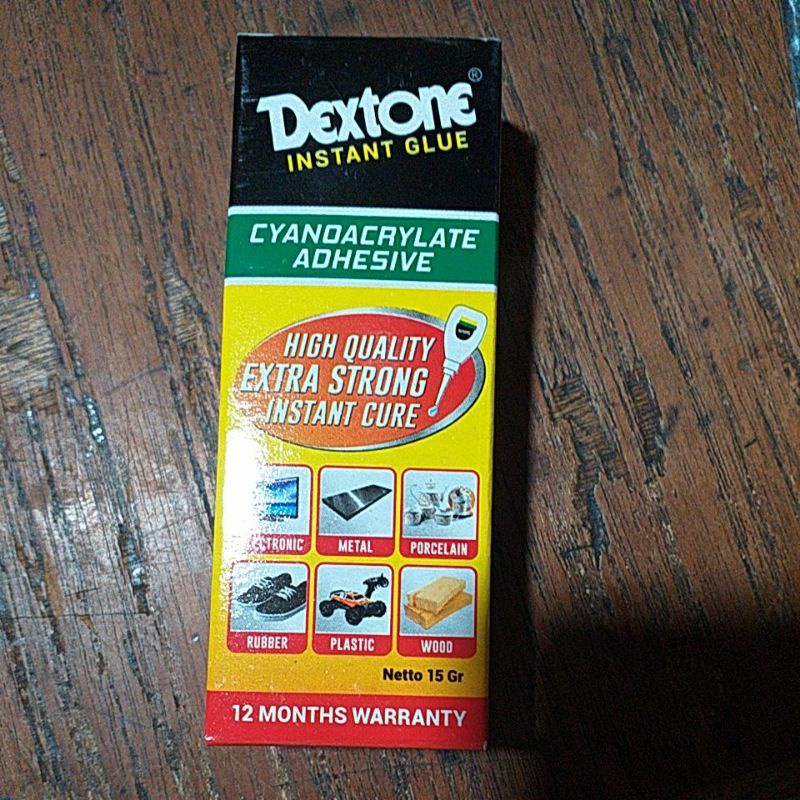 Dextone®
INSTANT GLUE
CYANOACRYLATE
ADHESIVE
HIGH QUALITY
EXTRA STRONG
INSTANT CURE
METAL
PORCELAIN
RUBBER
PLASTIC
WOOD
Netto 15 Gr
12 MONTHS WARRANTY